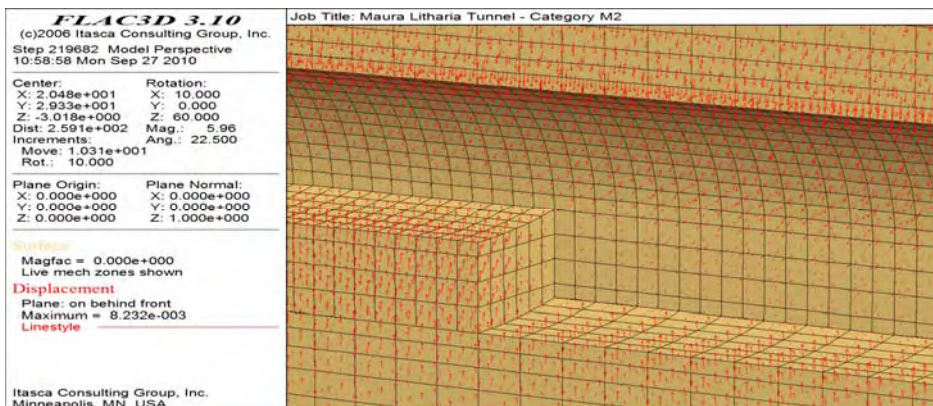 FLAC3D 3.10
(c)2006 Itasca Consulting Group, Inc.
Step 219682  Model Perspective
10:58:58 Mon Sep 27 2010
Center: Rotation:
X: 2.048e+001 X: 10.000
Y: 2.933e+001 Y: 0.000
Z: -3.018e+000 Z: 60.000
Dist: 2.591e+002 Mag.: 5.96
Increments: Ang.: 22.500
Move: 1.031e+001
Rot.: 10.000
Plane Origin: Plane Normal:
X: 0.000e+000 X: 0.000e+000
Y: 0.000e+000 Y: 0.000e+000
Z: 0.000e+000 Z: 1.000e+000
Surface
Magfac = 0.000e+000
Live mech zones shown
Displacement
Plane: on behind front
Maximum = 8.232e-003
Linestyle
Itasca Consulting Group, Inc.
Minneapolis, MN USA
Job Title: Maura Litharia Tunnel - Category M2